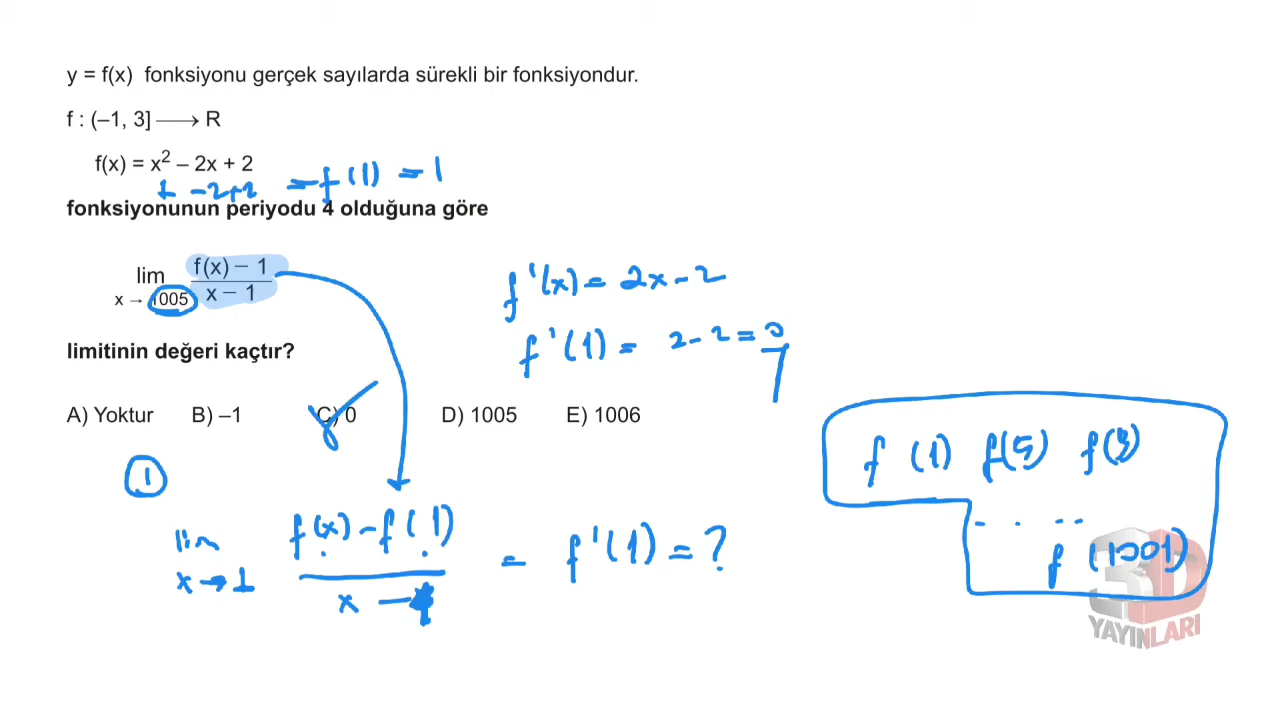 y = f(x) fonksiyonu gerçek sayılarda sürekli bir fonksiyondur.
f : (–1, 3] ⟶ R
f(x) = x² – 2x + 2
1 - 2 + 2 = f(1) = 1
fonksiyonunun periyodu 4 olduğuna göre
lim x → 1005 (f(x) – 1)/(x – 1)
limitinin değeri kaçtır?
f'(x) = 2x - 2
f'(1) = 2 - 2 = 0
A) Yoktur B) –1 C) 0 D) 1005 E) 1006
1
lim x → 1 (f(x) - f(1))/(x - 1) = f'(1) = ?
f(1) f(5) f(9)
.... f(1001)
3D
YAYINLARI